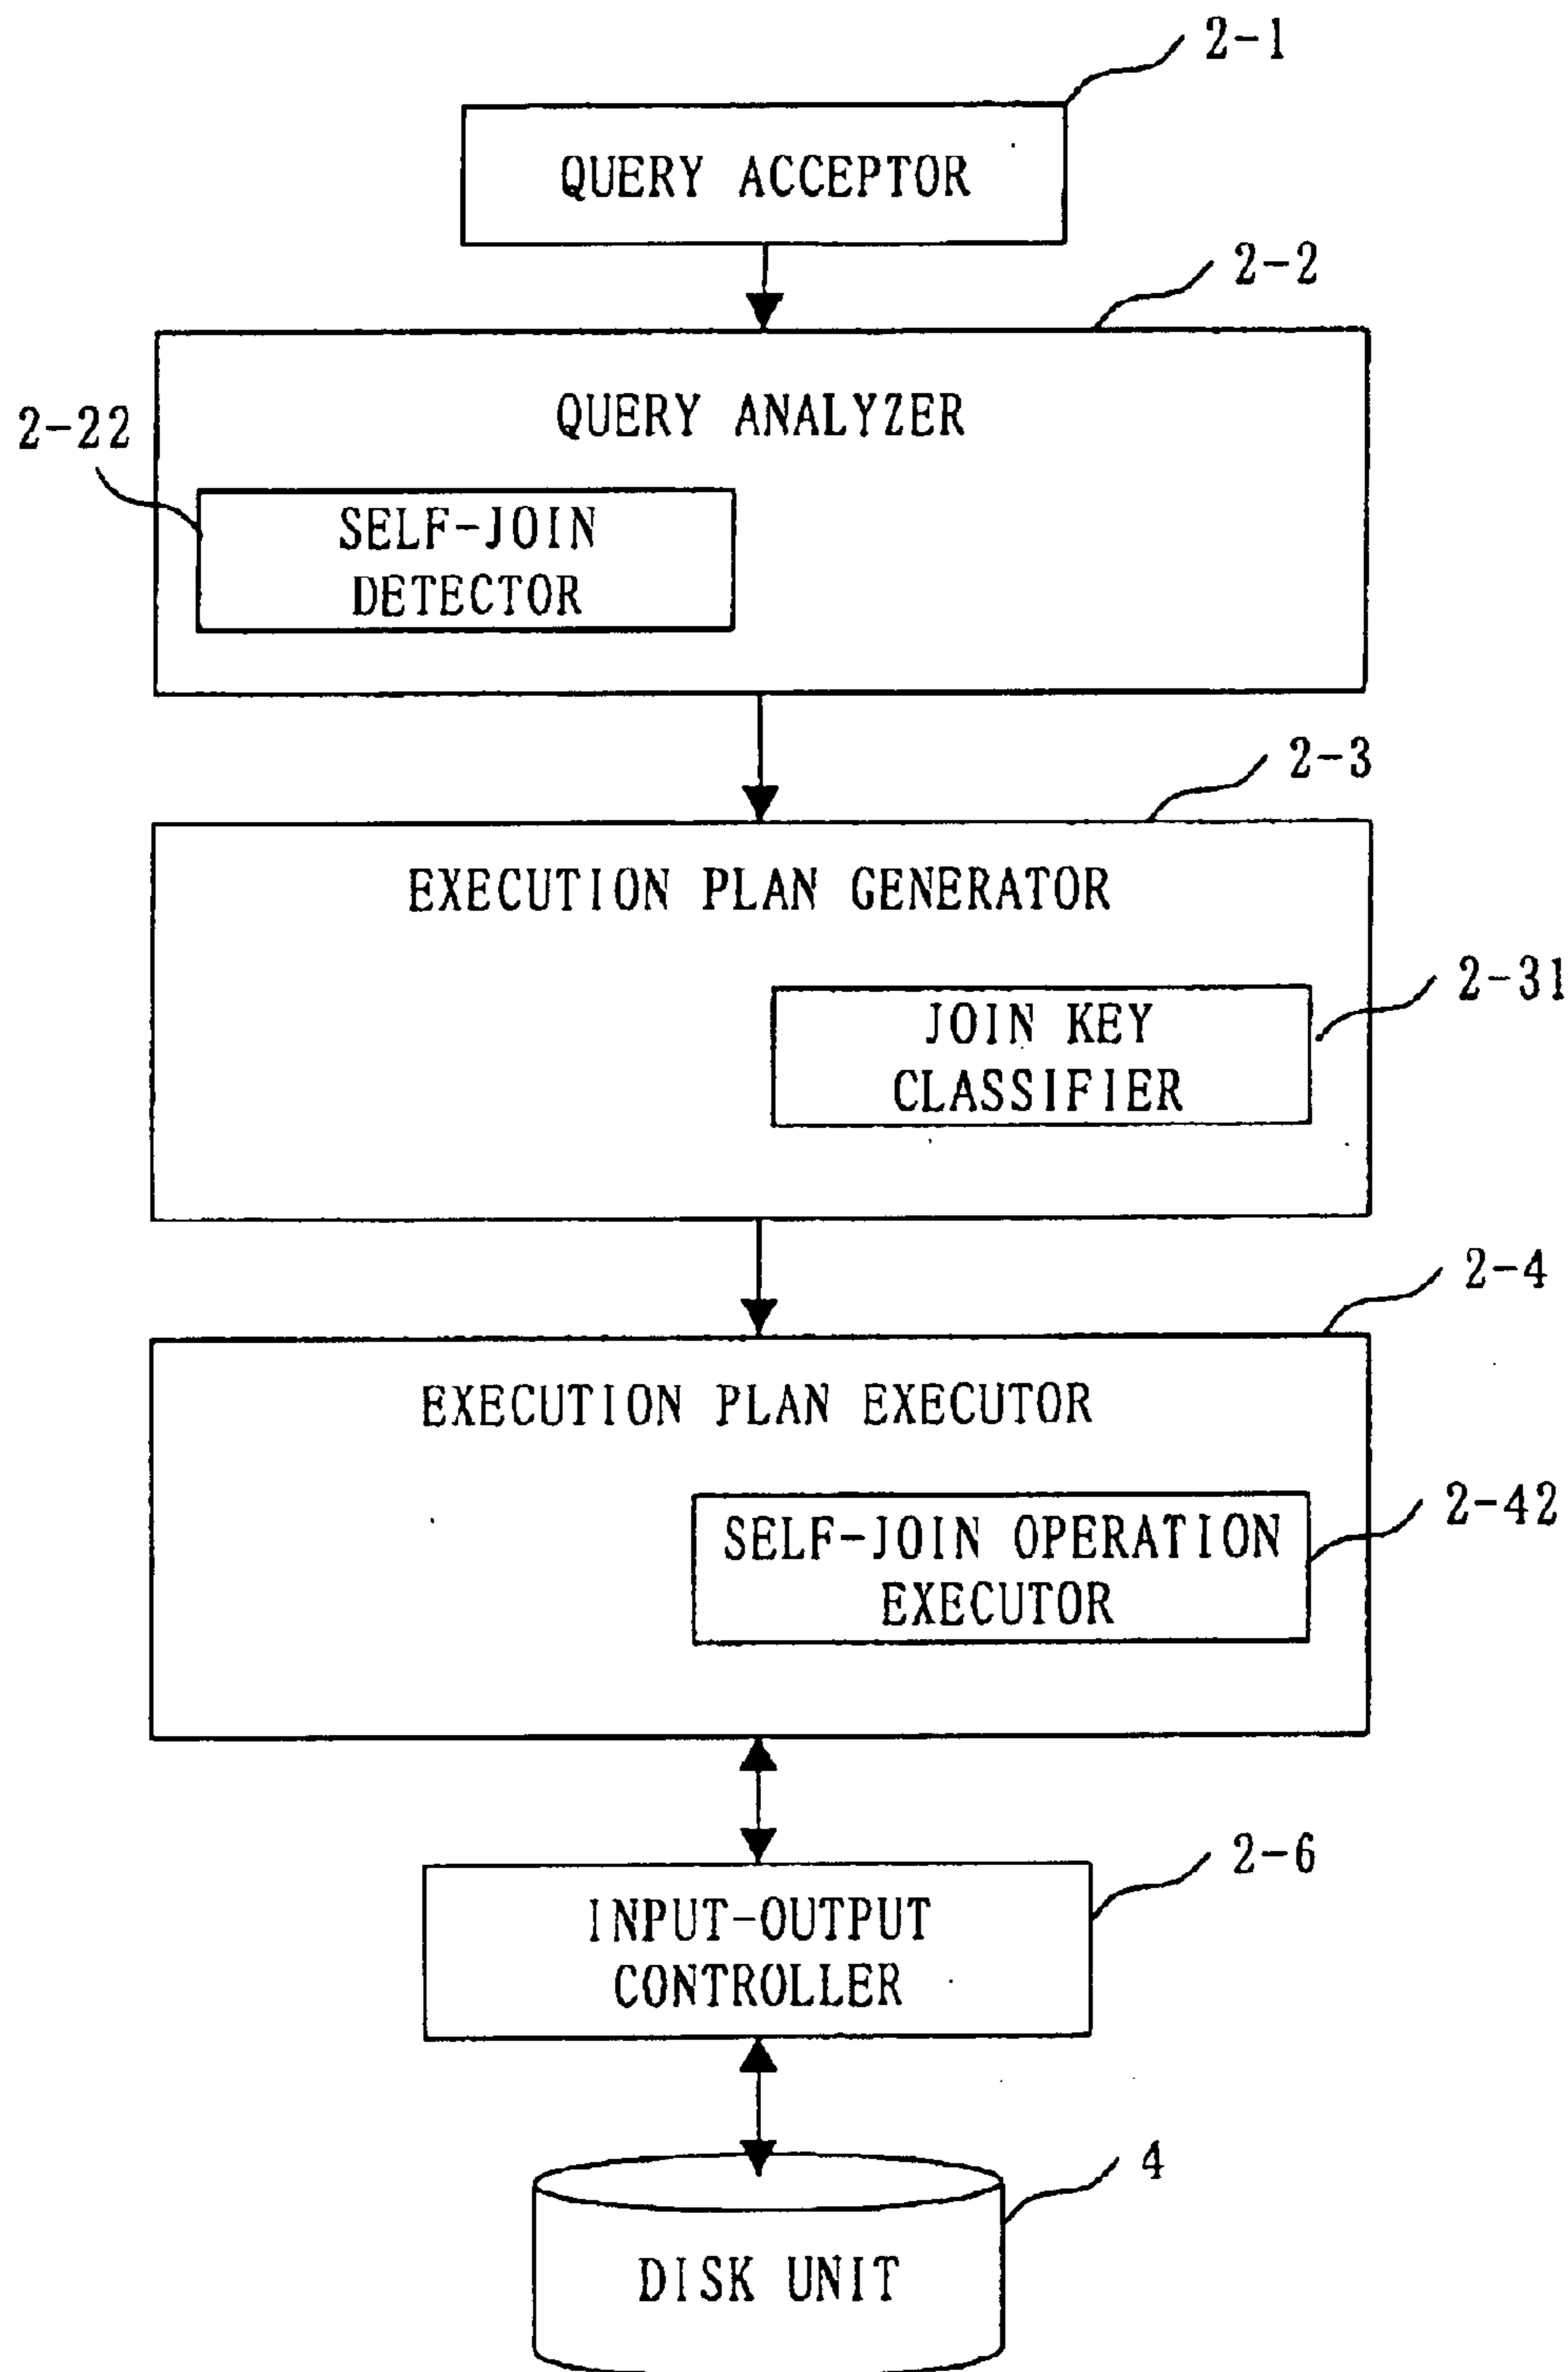 2-1
QUERY ACCEPTOR
2-2
QUERY ANALYZER
2-22
SELF-JOIN
DETECTOR
2-3
EXECUTION PLAN GENERATOR
2-31
JOIN KEY
CLASSIFIER
2-4
EXECUTION PLAN EXECUTOR
2-42
SELF-JOIN OPERATION
EXECUTOR
2-6
INPUT-OUTPUT
CONTROLLER
4
DISK UNIT